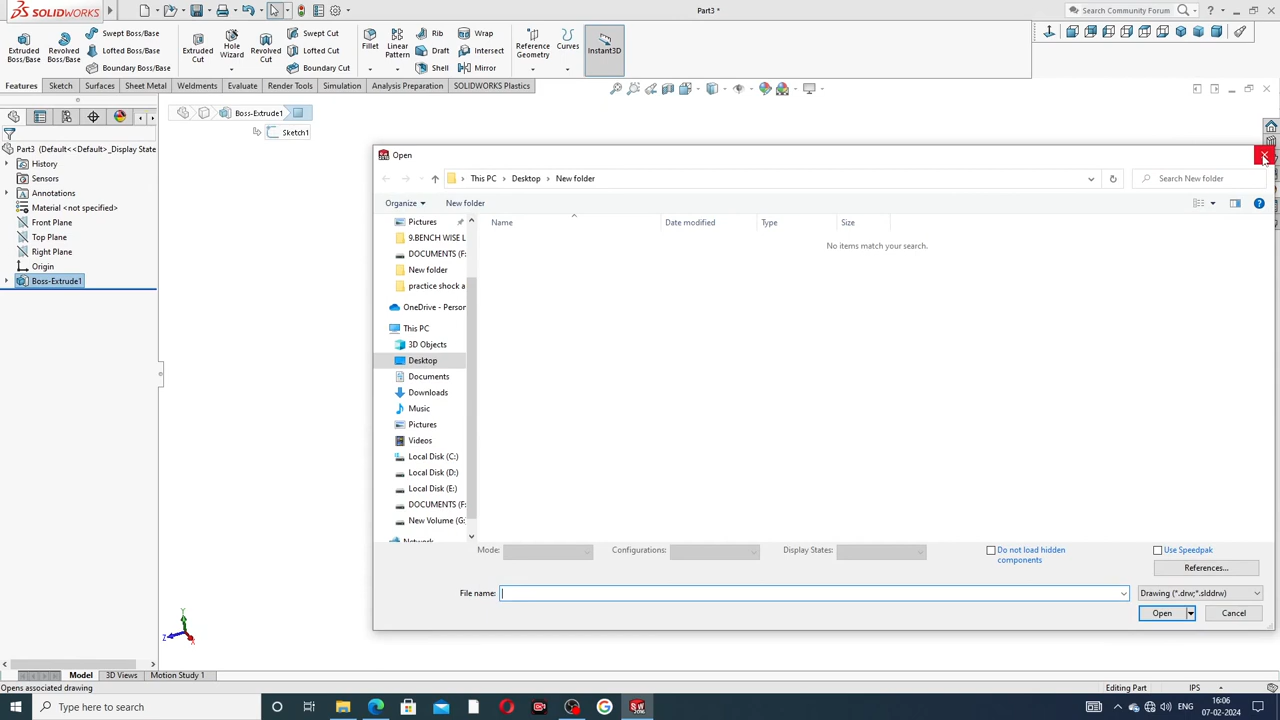 SOLIDWORKS
Part3 *
Search Community Forum
Extruded Boss/Base
Revolved Boss/Base
Swept Boss/Base
Lofted Boss/Base
Boundary Boss/Base
Extruded Cut
Hole Wizard
Revolved Cut
Swept Cut
Lofted Cut
Boundary Cut
Fillet
Linear Pattern
Rib
Draft
Shell
Wrap
Intersect
Mirror
Reference Geometry
Curves
Instant3D
Features
Sketch
Surfaces
Sheet Metal
Weldments
Evaluate
Render Tools
Simulation
Analysis Preparation
SOLIDWORKS Plastics
Boss-Extrude1
Sketch1
Part3 (Default<<Default>_Display State
History
Sensors
Annotations
Material <not specified>
Front Plane
Top Plane
Right Plane
Origin
Boss-Extrude1
Open
This PC > Desktop > New folder
Search New folder
Organize
New folder
Name
Date modified
Type
Size
No items match your search.
Pictures
9.BENCH WISE L
DOCUMENTS (F:
New folder
practice shock a
OneDrive - Person
This PC
3D Objects
Desktop
Documents
Downloads
Music
Pictures
Videos
Local Disk (C:)
Local Disk (D:)
Local Disk (E:)
DOCUMENTS (F:
New Volume (G:
Network
Mode:
Configurations:
Display States:
Do not load hidden components
Use Speedpak
References...
File name:
Drawing (*.drw;*.slddrw)
Open
Cancel
Y
Z
X
Model
3D Views
Motion Study 1
Opens associated drawing
Editing Part
IPS
Type here to search
16:06
07-02-2024